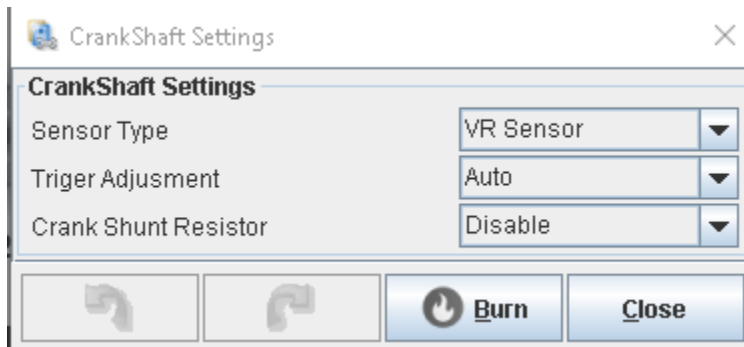 CrankShaft Settings
CrankShaft Settings
Sensor Type VR Sensor
Triger Adjusment Auto
Crank Shunt Resistor Disable
Burn Close